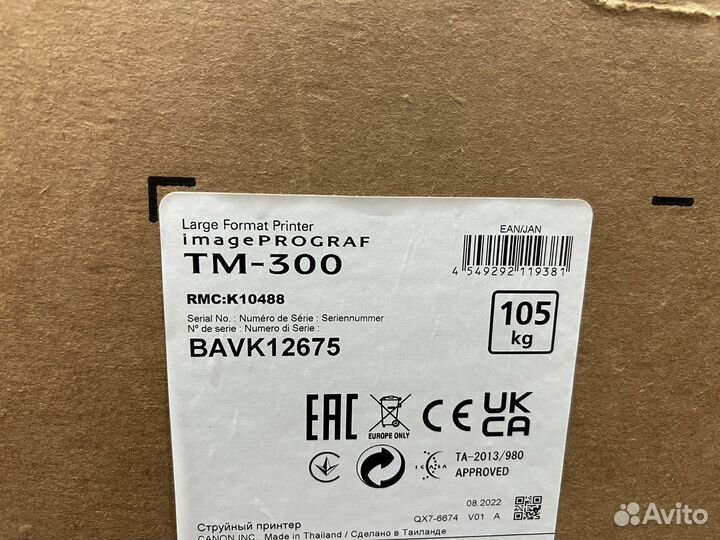 Large Format Printer
imagePROGRAF
TM-300
RMC:K10488
Serial No. : Numéro de Série : Seriennummer
N° de serie : Numero di Serie :
BAVK12675
EAN/JAN
4 549292 119381
105
kg
EAC
EUROPE ONLY
CE
UK
CA
ICASA
TA-2013/980
APPROVED
08.2022
QX7-6674 V01 A
Струйный принтер
CANON INC. Made in Thailand / Сделано в Таиланде
Avito